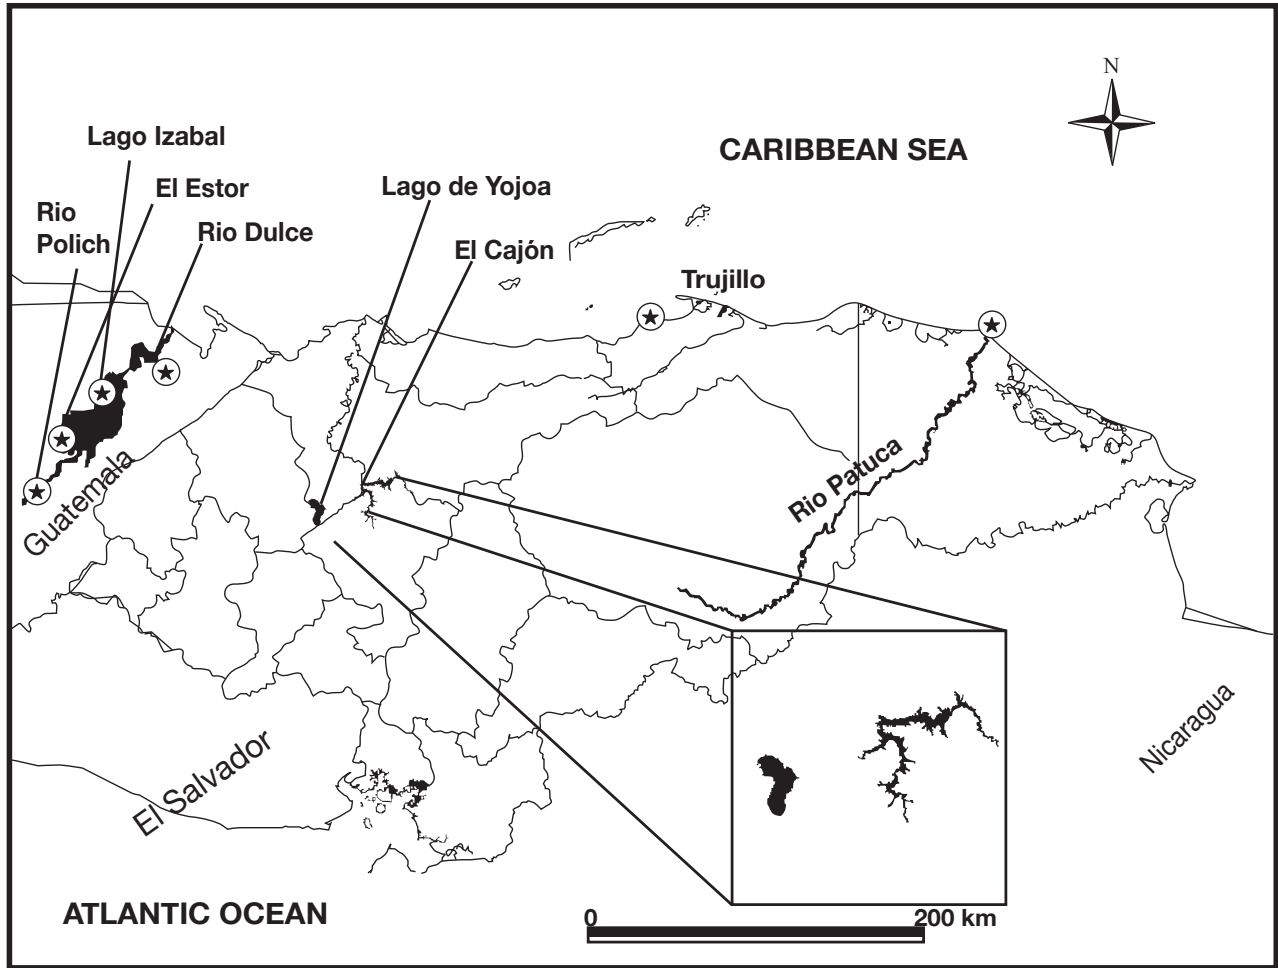 N
CARIBBEAN SEA
Lago Izabal
El Estor
Rio
Polich
Rio Dulce
Lago de Yojoa
El Cajón
Trujillo
Rio Patuca
Guatemala
El Salvador
Nicaragua
ATLANTIC OCEAN
0 200 km